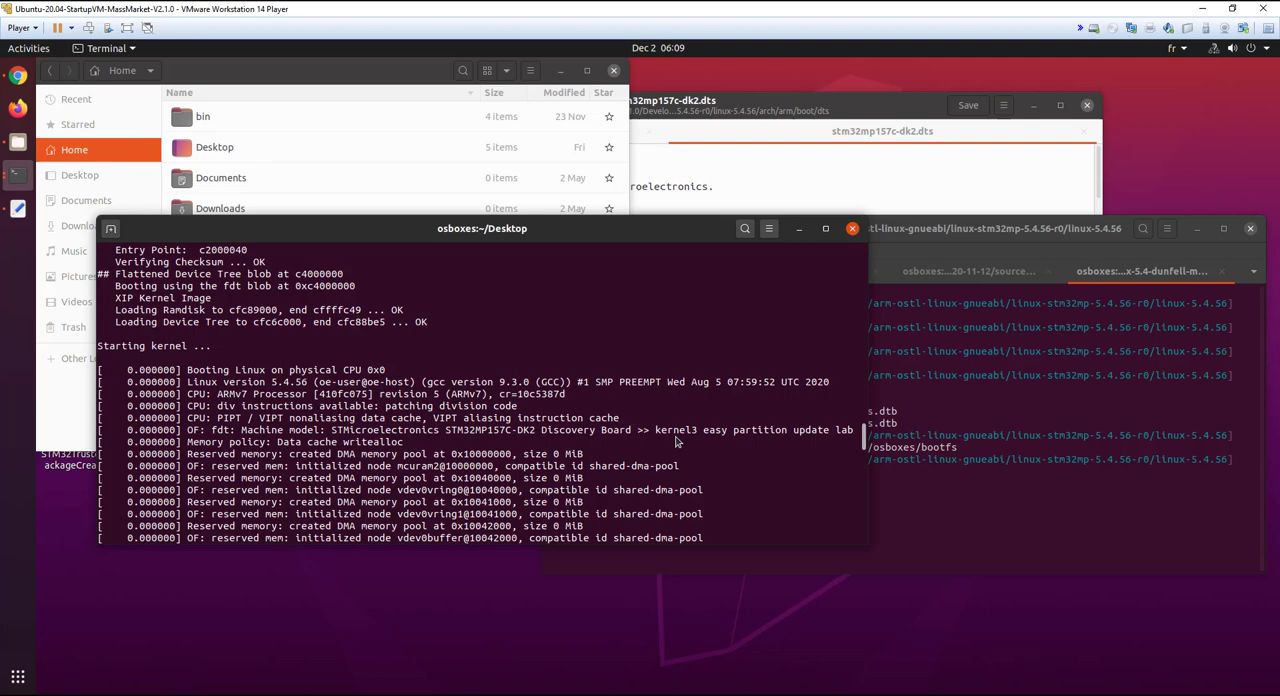 Ubuntu-20.04-StartupVM-MassMarket-V2.1.0) - VMware Workstation 14 Player
Player
Activities
Terminal
Dec 2 06:09
fr
Home
Name
Size
Modified
Star
Recent
Starred
Home
Desktop
Documents
Music
Pictures
Videos
Trash
bin
4 items
23 Nov
Desktop
5 items
Fri
Documents
0 items
2 May
Downloads
0 items
2 May
m32mp157c-dk2.dts
1.0/Develo...5.4.56-r0/linux-5.4.56/arch/arm/boot/dts
Save
stm32mp157c-dk2.dts
roelectronics.
osboxes:~/Desktop
Entry Point:  c2000040
Verifying Checksum ... OK
## Flattened Device Tree blob at c4000000
Booting using the fdt blob at 0xc4000000
XIP Kernel Image
Loading Ramdisk to cfc89000, end cffffc49 ... OK
Loading Device Tree to cfc6c000, end cfc88be5 ... OK
Starting kernel ...
[    0.000000] Booting Linux on physical CPU 0x0
[    0.000000] Linux version 5.4.56 (oe-user@oe-host) (gcc version 9.3.0 (GCC)) #1 SMP PREEMPT Wed Aug 5 07:59:52 UTC 2020
[    0.000000] CPU: ARMv7 Processor [410fc075] revision 5 (ARMv7), cr=10c5387d
[    0.000000] CPU: div instructions available: patching division code
[    0.000000] CPU: PIPT / VIPT nonaliasing data cache, VIPT aliasing instruction cache
[    0.000000] OF: fdt: Machine model: STMicroelectronics STM32MP157C-DK2 Discovery Board >> kernel3 easy partition update lab
[    0.000000] Memory policy: Data cache writealloc
[    0.000000] Reserved memory: created DMA memory pool at 0x10000000, size 0 MiB
[    0.000000] OF: reserved mem: initialized node mcuram2@10000000, compatible id shared-dma-pool
[    0.000000] Reserved memory: created DMA memory pool at 0x10040000, size 0 MiB
[    0.000000] OF: reserved mem: initialized node vdev0vring0@10040000, compatible id shared-dma-pool
[    0.000000] Reserved memory: created DMA memory pool at 0x10041000, size 0 MiB
[    0.000000] OF: reserved mem: initialized node vdev0vring1@10041000, compatible id shared-dma-pool
[    0.000000] Reserved memory: created DMA memory pool at 0x10042000, size 0 MiB
[    0.000000] OF: reserved mem: initialized node vdev0buffer@10042000, compatible id shared-dma-pool
stl-linux-gnueabi/linux-stm32mp-5.4.56-r0/linux-5.4.56
osboxes:...20-11-12/source...
osboxes:...x-5.4-dunfell-m...
/arm-ostl-linux-gnueabi/linux-stm32mp-5.4.56-r0/linux-5.4.56]
/arm-ostl-linux-gnueabi/linux-stm32mp-5.4.56-r0/linux-5.4.56]
/arm-ostl-linux-gnueabi/linux-stm32mp-5.4.56-r0/linux-5.4.56]
/arm-ostl-linux-gnueabi/linux-stm32mp-5.4.56-r0/linux-5.4.56]
s.dtb
s.dtb
/arm-ostl-linux-gnueabi/linux-stm32mp-5.4.56-r0/linux-5.4.56]
/osboxes/bootfs
/arm-ostl-linux-gnueabi/linux-stm32mp-5.4.56-r0/linux-5.4.56]
ackageCrea